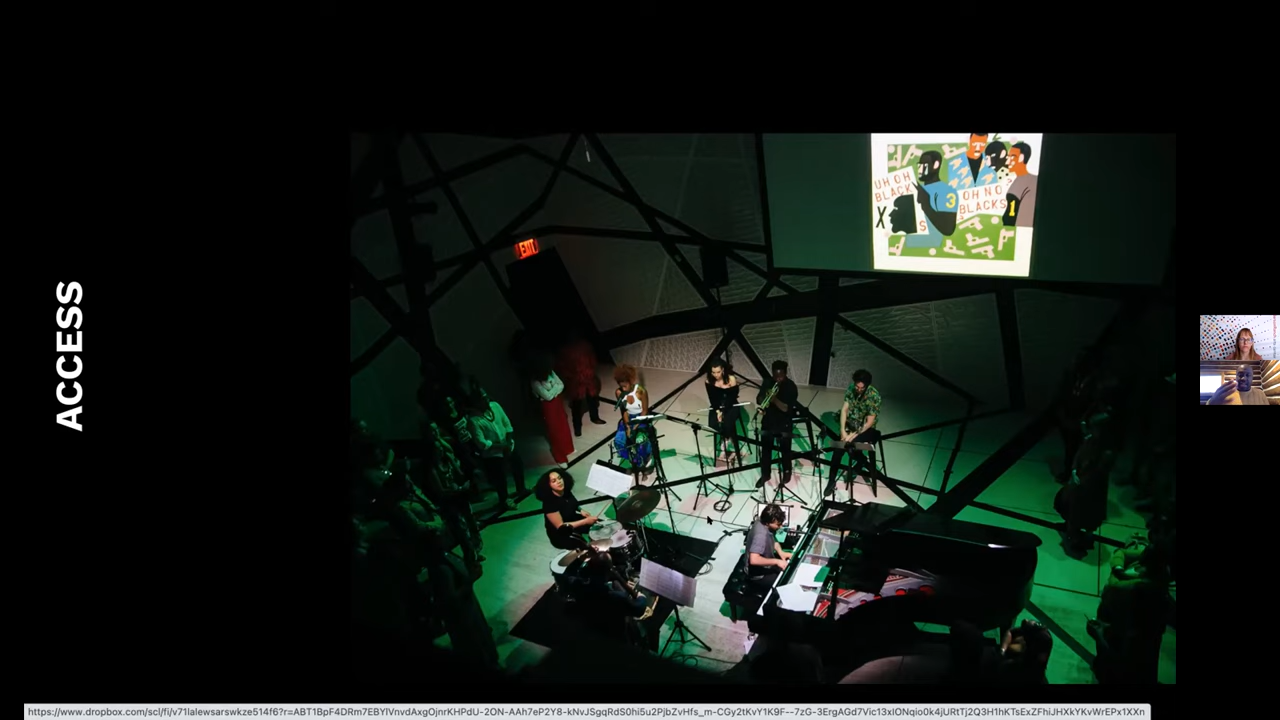 ACCESS
EXIT
UH OH
BLACK
X
S
3
OH NO
BLACKS
1
https://www.dropbox.com/scl/fi/v71lalewsarswkze514f6?r=ABT1BpF4DRm7EBYlVnvdAxgOjnrKHPdU-2ON-AAh7eP2Y8-kNvJSgqRdS0hi5u2PjbZvHfs_m-CGy2tKvY1K9F--7zG-3ErgAGd7Vic13xIONqio0k4jURtTj2Q3H1hKTsExZFhiJHXkYKvWrEPx1XXn